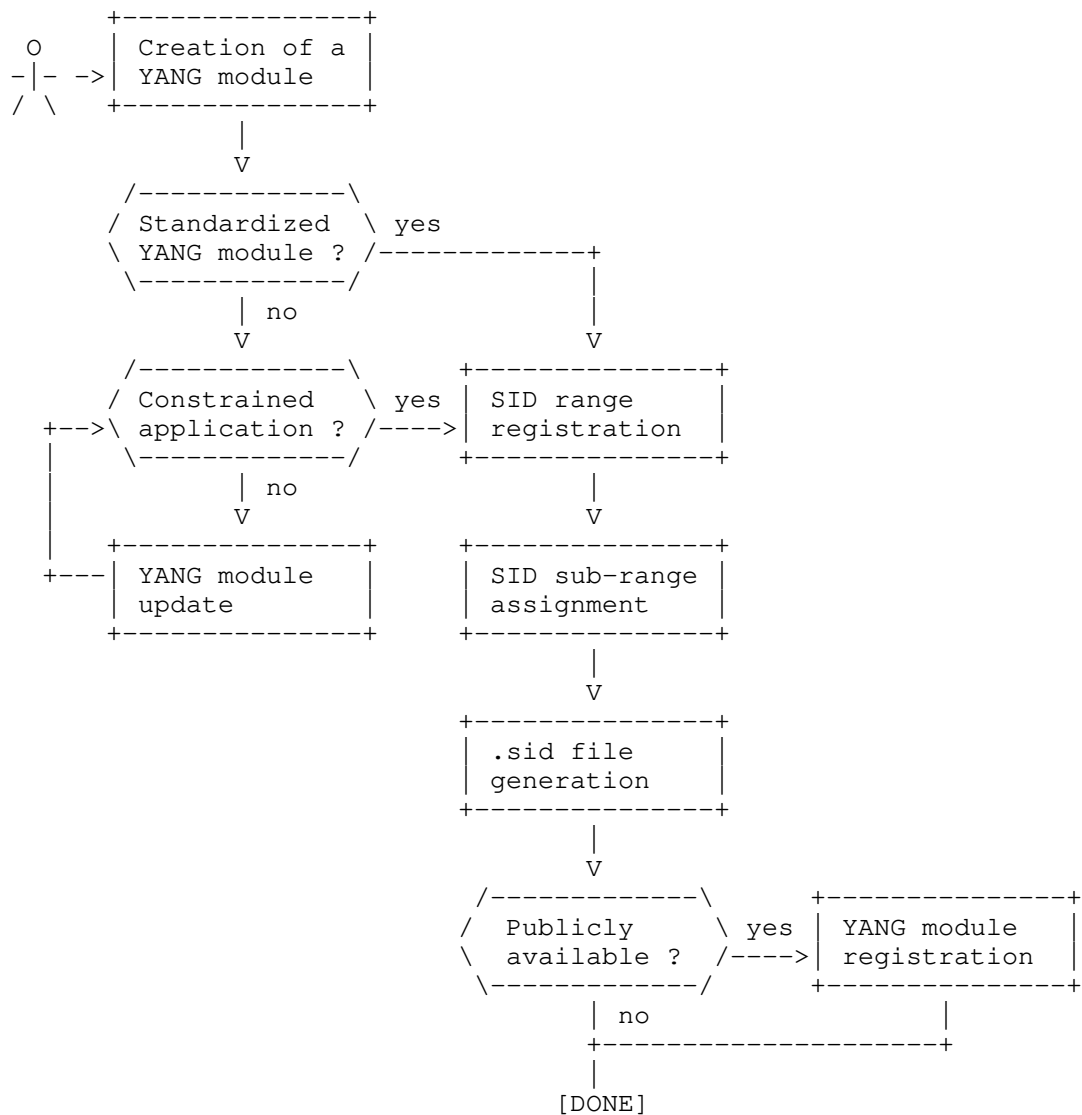 Creation of a
YANG module
Standardized
YANG module ?
yes
no
Constrained
application ?
yes
SID range
registration
no
YANG module
update
SID sub-range
assignment
.sid file
generation
Publicly
available ?
yes
YANG module
registration
no
[DONE]